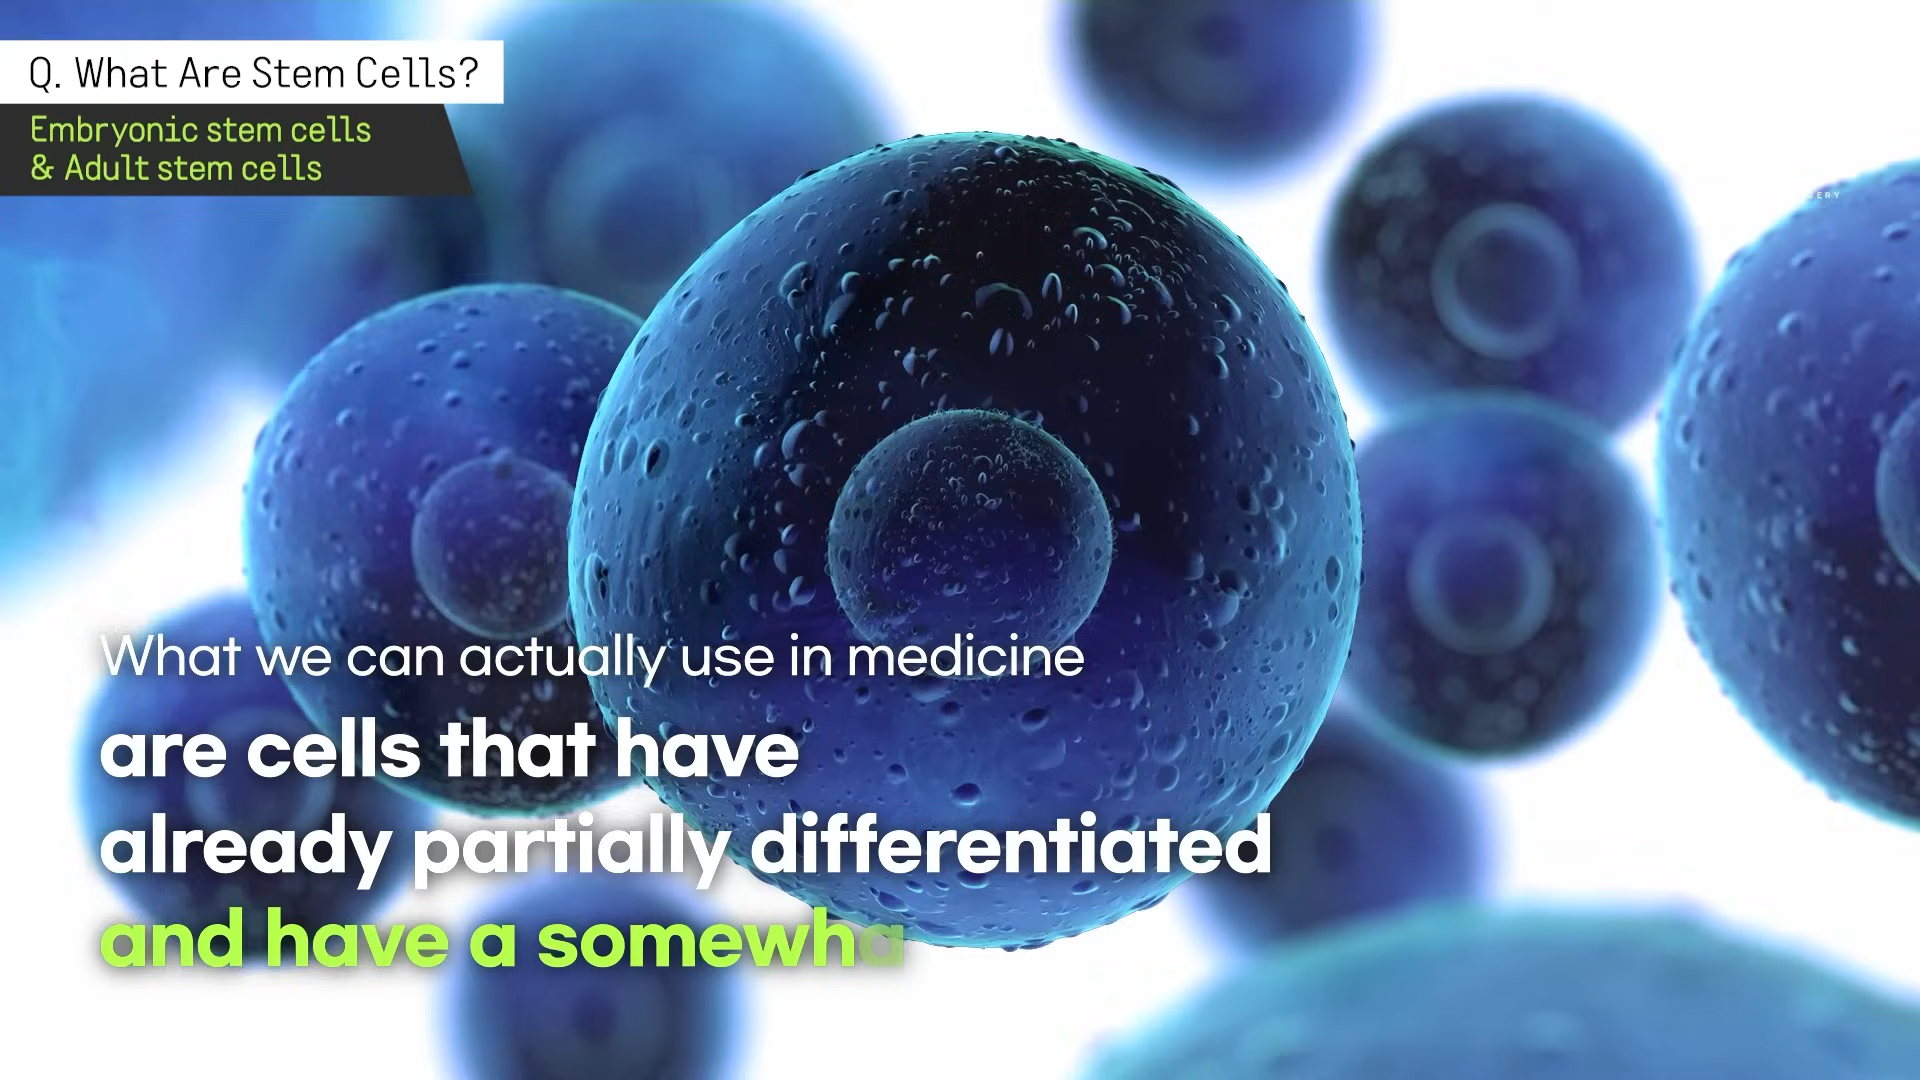 Q. What Are Stem Cells?
Embryonic stem cells
& Adult stem cells
What we can actually use in medicine
are cells that have
already partially differentiated
and have a somewha